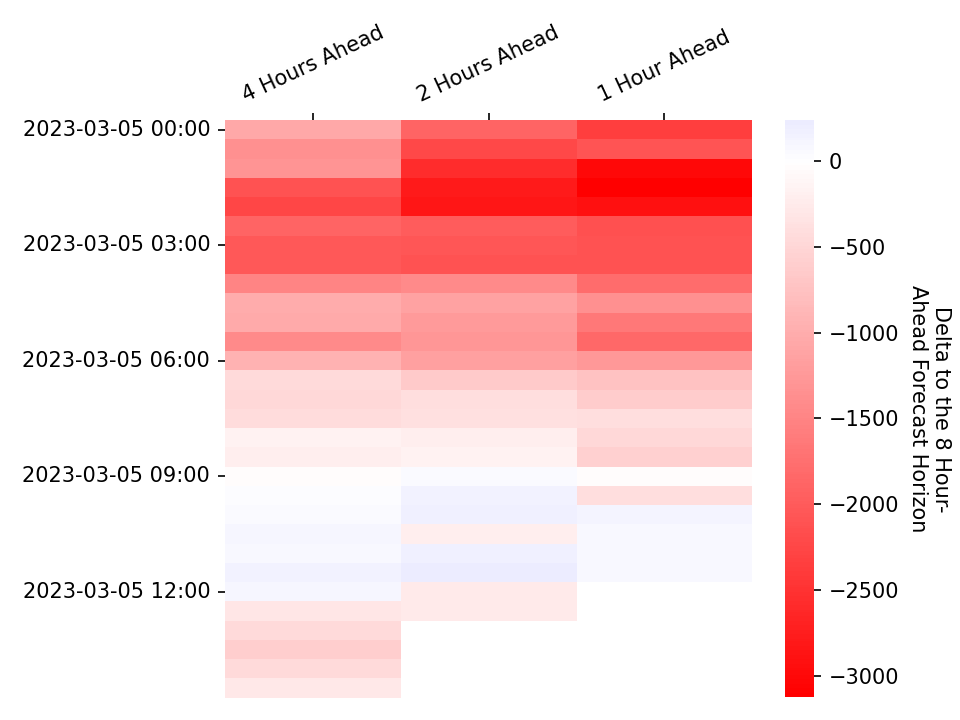 4 Hours Ahead
2 Hours Ahead
1 Hour Ahead
2023-03-05 00:00
2023-03-05 03:00
2023-03-05 06:00
2023-03-05 09:00
2023-03-05 12:00
0
−500
−1000
−1500
−2000
−2500
−3000
Delta to the 8 Hour-
Ahead Forecast Horizon